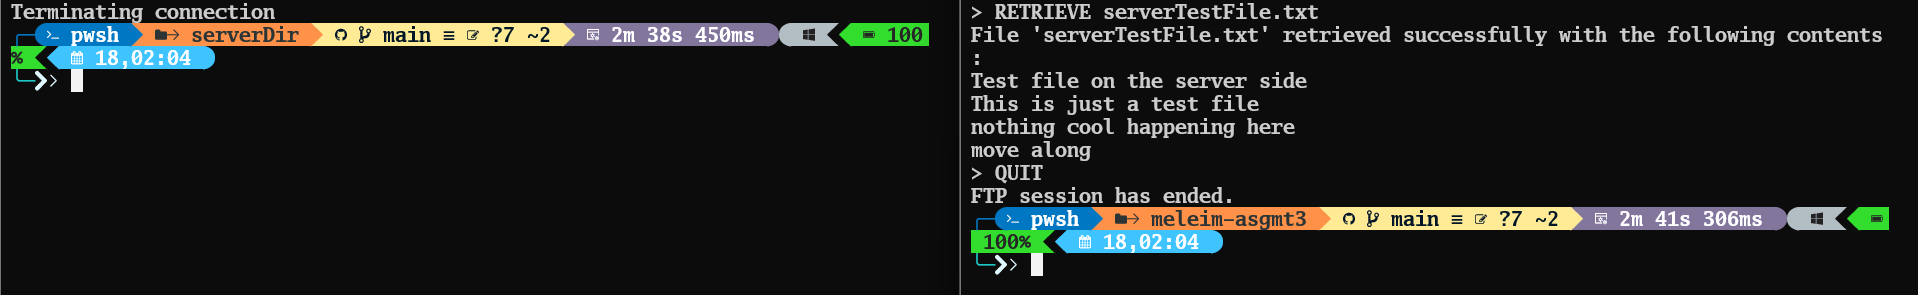 Terminating connection
pwsh serverDir main ≡ ?7 ~2 2m 38s 450ms 100
% 18,02:04
> RETRIEVE serverTestFile.txt
File 'serverTestFile.txt' retrieved successfully with the following contents
:
Test file on the server side
This is just a test file
nothing cool happening here
move along
> QUIT
FTP session has ended.
pwsh meleim-asgmt3 main ≡ ?7 ~2 2m 41s 306ms
100% 18,02:04